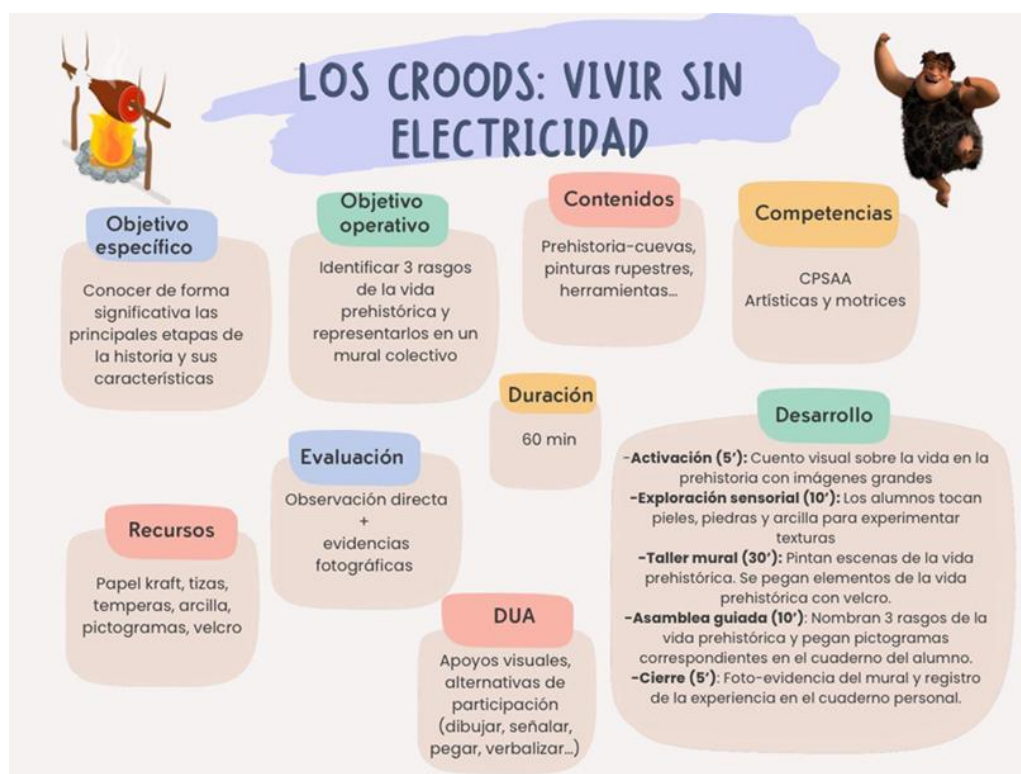 LOS CROODS: VIVIR SIN
ELECTRICIDAD
Objetivo
específico
Conocer de forma
significativa las
principales etapas de
la historia y sus
características
Objetivo
operativo
Identificar 3 rasgos
de la vida
prehistórica y
representarlos en un
mural colectivo
Contenidos
Prehistoria-cuevas,
pinturas rupestres,
herramientas...
Competencias
CPSAA
Artísticas y motrices
Duración
60 min
Evaluación
Observación directa
+
evidencias
fotográficas
Recursos
Papel kraft, tizas,
temperas, arcilla,
pictogramas, velcro
DUA
Apoyos visuales,
alternativas de
participación
(dibujar, señalar,
pegar, verbalizar...)
Desarrollo
-Activación (5'): Cuento visual sobre la vida en la
prehistoria con imágenes grandes
-Exploración sensorial (10'): Los alumnos tocan
pieles, piedras y arcilla para experimentar
texturas
-Taller mural (30'): Pintan escenas de la vida
prehistórica. Se pegan elementos de la vida
prehistórica con velcro.
-Asamblea guiada (10'): Nombran 3 rasgos de la
vida prehistórica y pegan pictogramas
correspondientes en el cuaderno del alumno.
-Cierre (5'): Foto-evidencia del mural y registro
de la experiencia en el cuaderno personal.